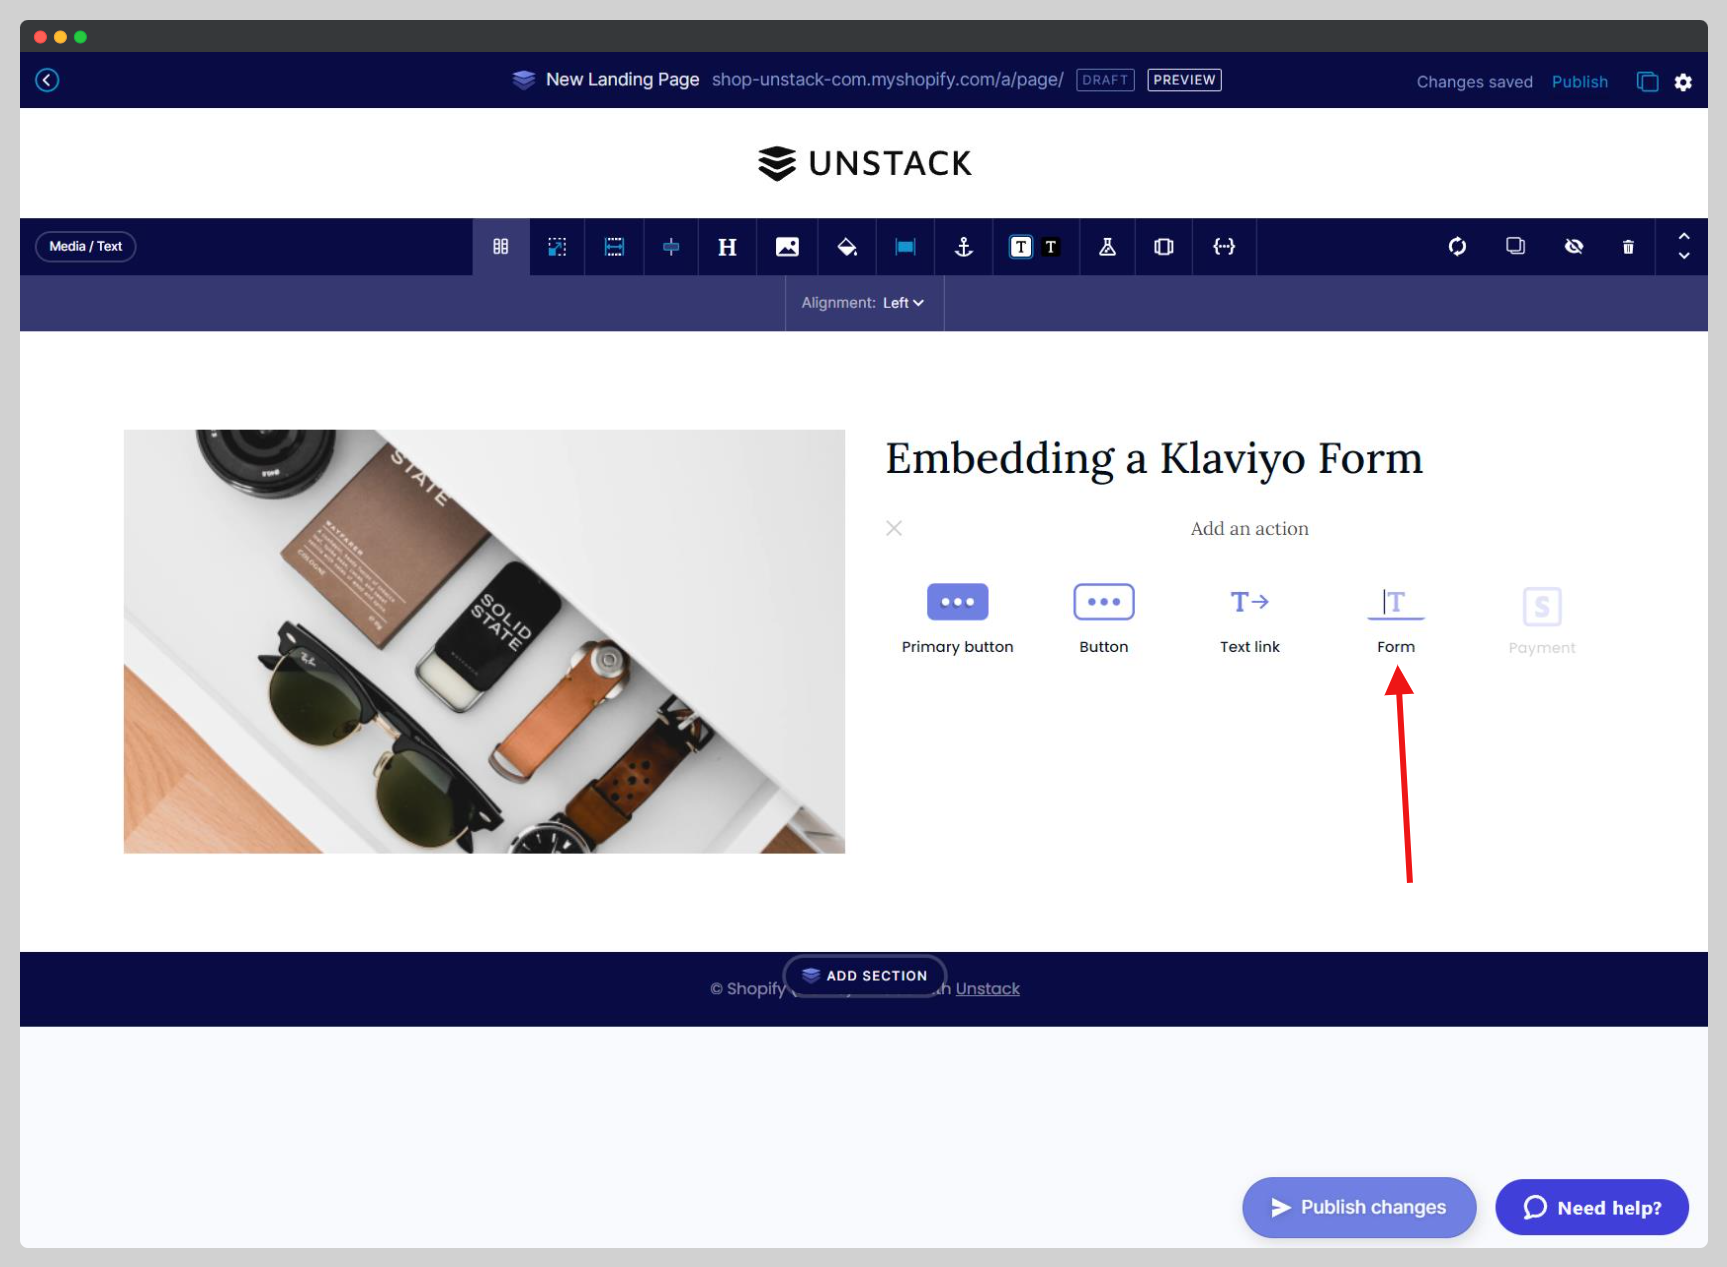 New Landing Page shop-unstack-com.myshopify.com/a/page/ DRAFT PREVIEW Changes saved Publish
UNSTACK
Media / Text H T T
Alignment: Left
STATE
WAYFARER
COLOGNE
SOLID
STATE
Embedding a Klaviyo Form
Add an action
T T S
Primary button Button Text link Form Payment
ADD SECTION
© Shopify Unstack
Publish changes Need help?